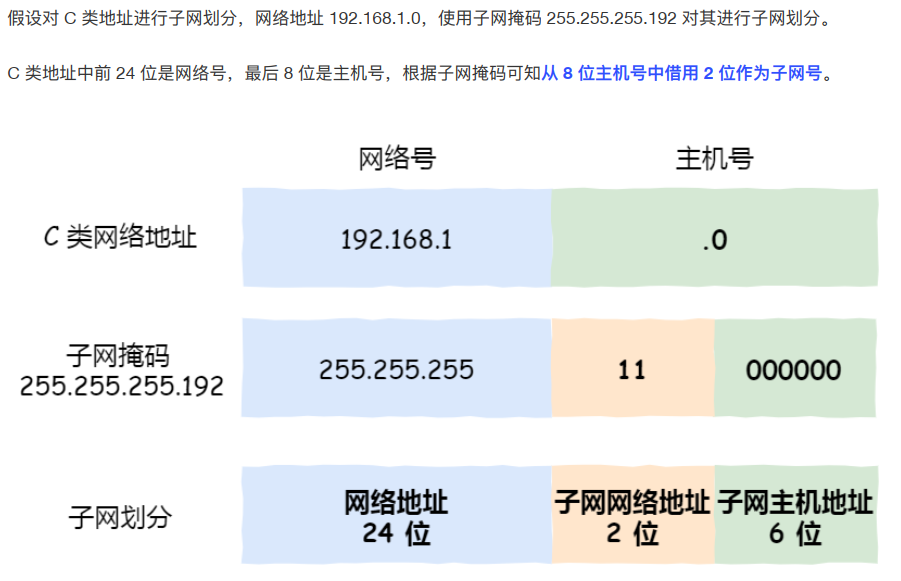 假设对 C 类地址进行子网划分，网络地址 192.168.1.0，使用子网掩码 255.255.255.192 对其进行子网划分。
C 类地址中前 24 位是网络号，最后 8 位是主机号，根据子网掩码可知从 8 位主机号中借用 2 位作为子网号。
网络号 主机号
C 类网络地址 192.168.1 .0
子网掩码
255.255.255.192 255.255.255 11 000000
子网划分
网络地址 子网网络地址 子网主机地址
24 位 2 位 6 位